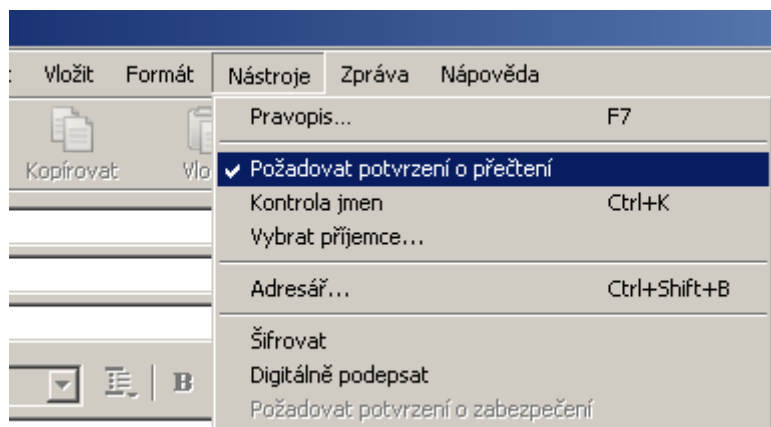 Vložit Formát Nástroje Zpráva Nápověda
Kopírovat Vlo
Pravopis... F7
Požadovat potvrzení o přečtení
Kontrola jmen Ctrl+K
Vybrat příjemce...
Adresář... Ctrl+Shift+B
Šifrovat
Digitálně podepsat
B
Požadovat potvrzení o zabezpečení